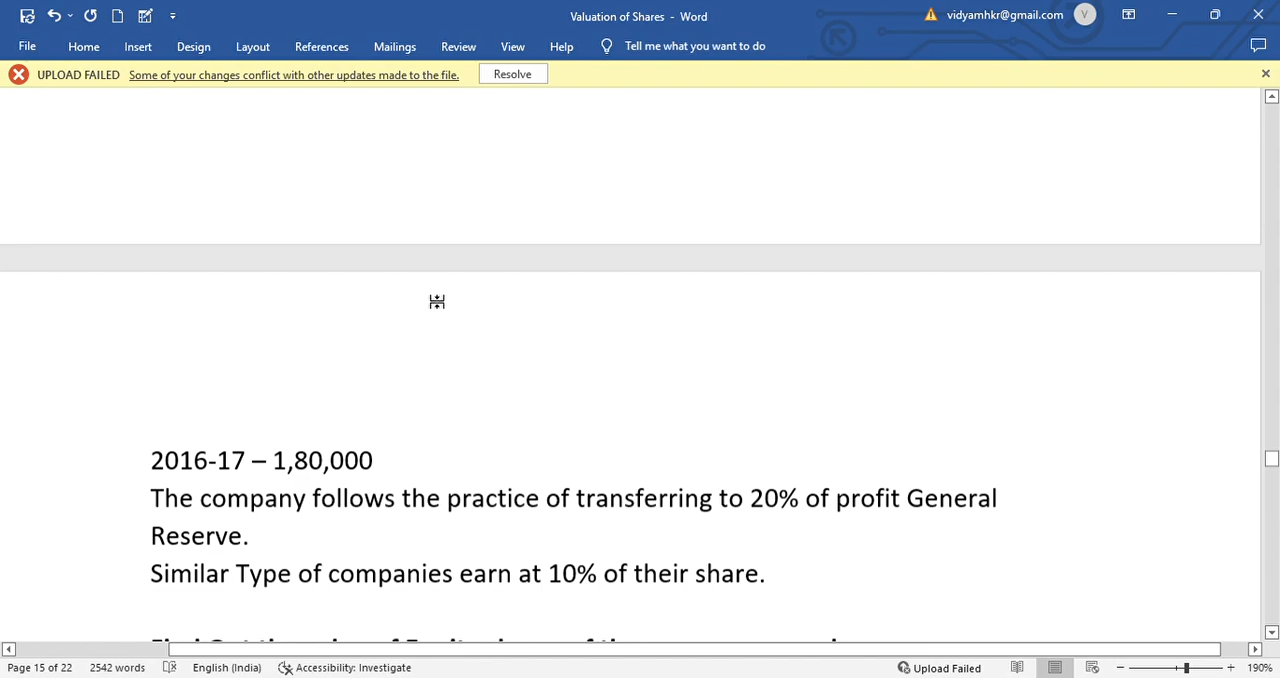 Valuation of Shares - Word
vidyamhkr@gmail.com V
File Home Insert Design Layout References Mailings Review View Help Tell me what you want to do
UPLOAD FAILED Some of your changes conflict with other updates made to the file. Resolve
2016-17 – 1,80,000
The company follows the practice of transferring to 20% of profit General
Reserve.
Similar Type of companies earn at 10% of their share.
Page 15 of 22 2542 words English (India) Accessibility: Investigate Upload Failed 190%